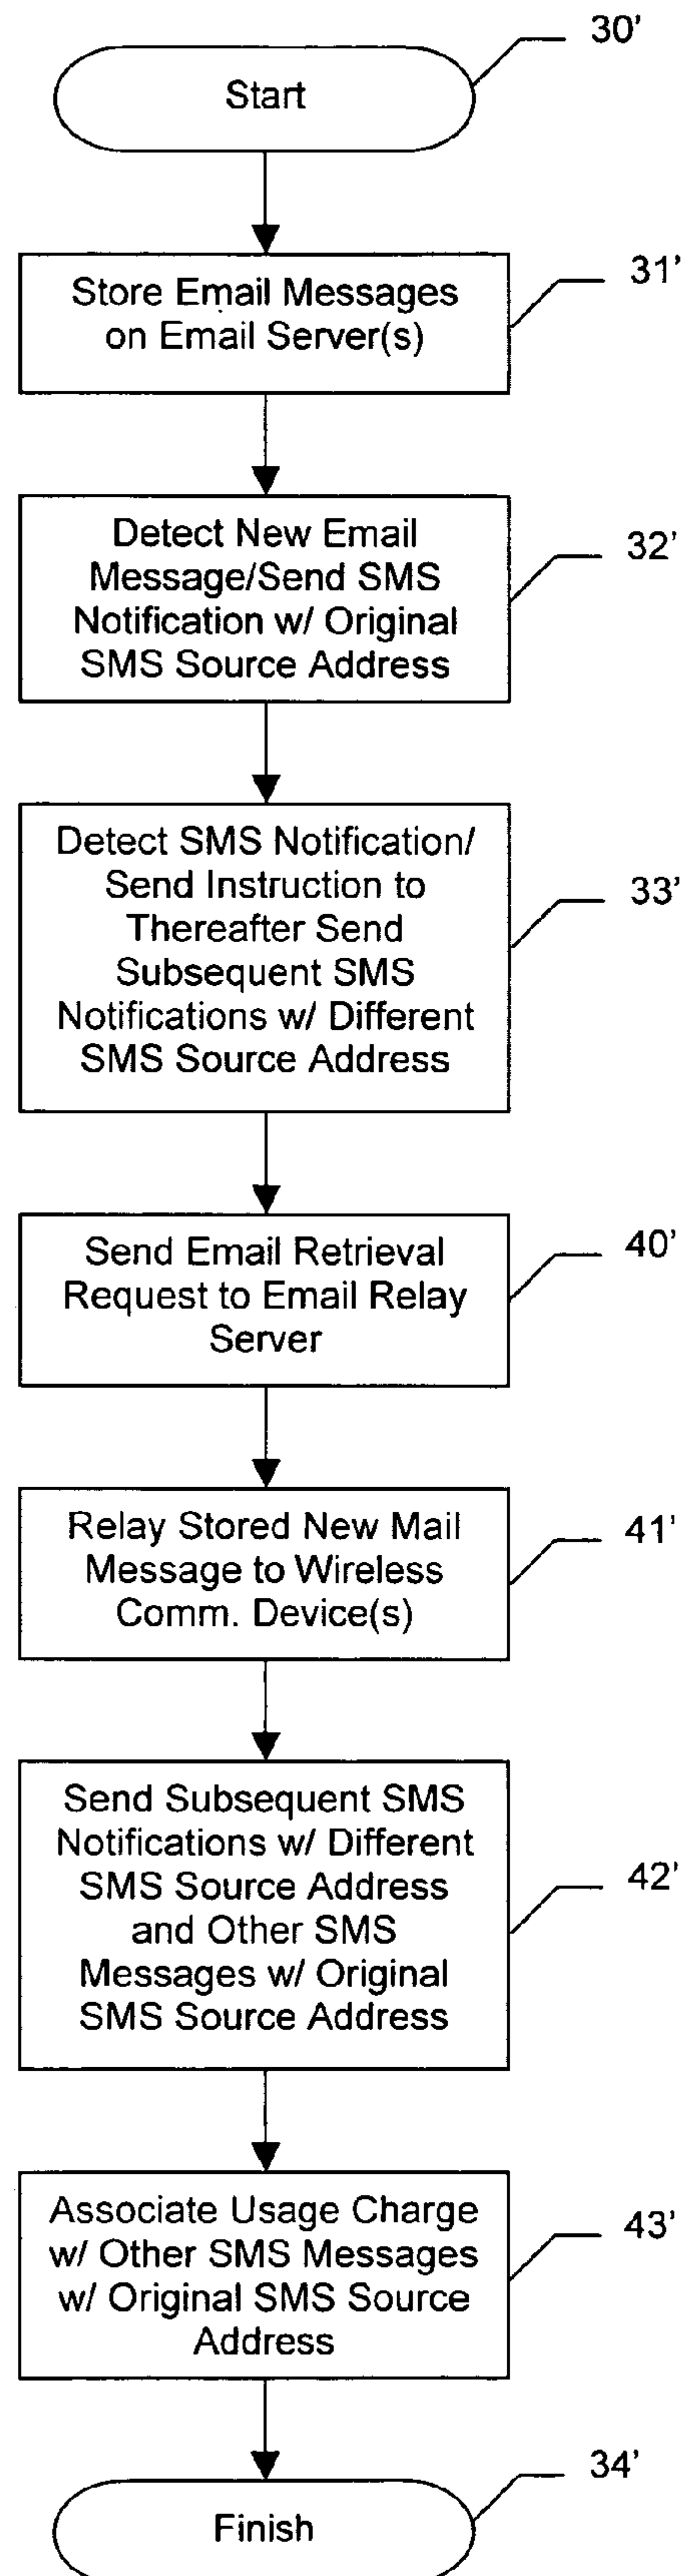 30'
Start
31'
Store Email Messages
on Email Server(s)
32'
Detect New Email
Message/Send SMS
Notification w/ Original
SMS Source Address
33'
Detect SMS Notification/
Send Instruction to
Thereafter Send
Subsequent SMS
Notifications w/ Different
SMS Source Address
40'
Send Email Retrieval
Request to Email Relay
Server
41'
Relay Stored New Mail
Message to Wireless
Comm. Device(s)
42'
Send Subsequent SMS
Notifications w/ Different
SMS Source Address
and Other SMS
Messages w/ Original
SMS Source Address
43'
Associate Usage Charge
w/ Other SMS Messages
w/ Original SMS Source
Address
34'
Finish